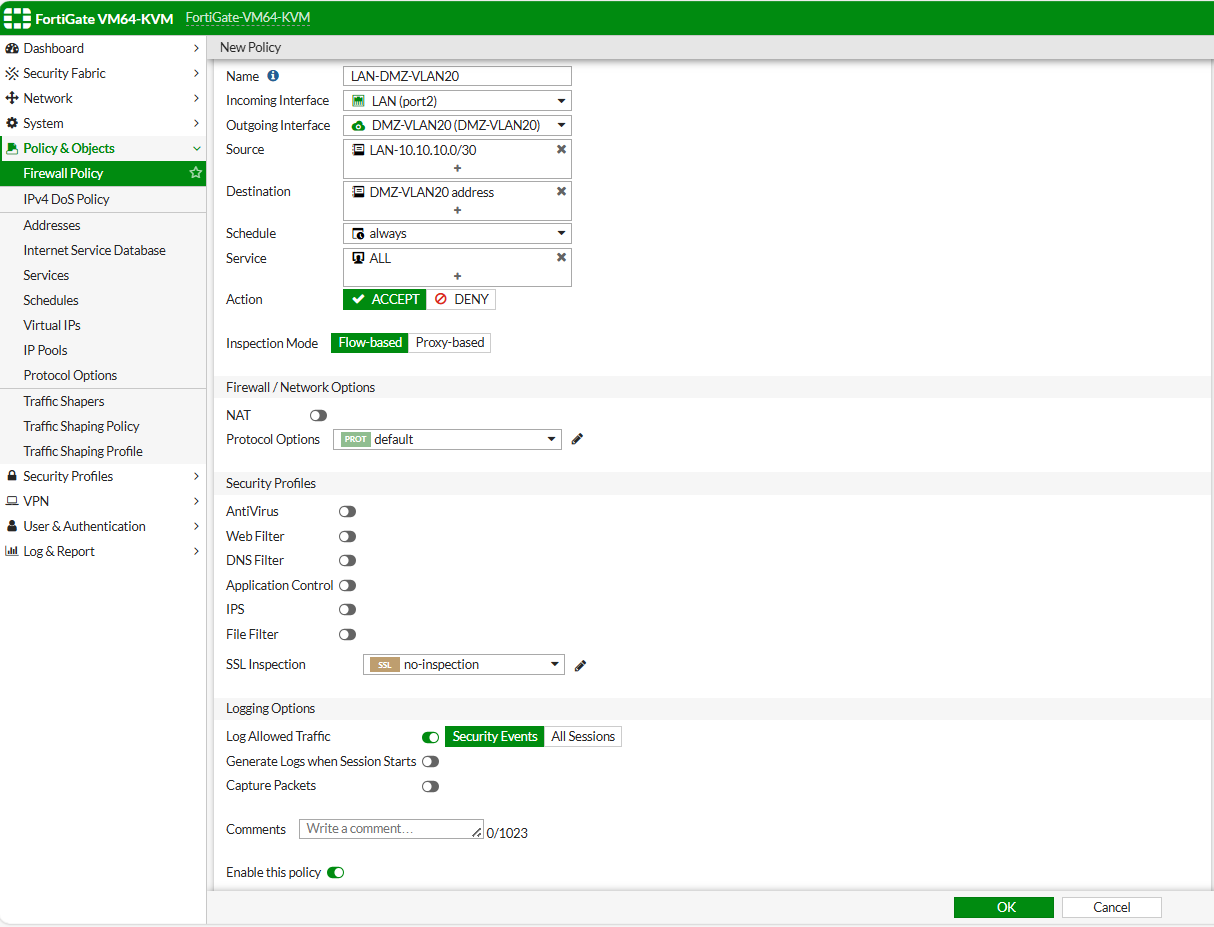 FortiGate VM64-KVM FortiGate-VM64-KVM
Dashboard
Security Fabric
Network
System
Policy & Objects
Firewall Policy
IPv4 DoS Policy
Addresses
Internet Service Database
Services
Schedules
Virtual IPs
IP Pools
Protocol Options
Traffic Shapers
Traffic Shaping Policy
Traffic Shaping Profile
Security Profiles
VPN
User & Authentication
Log & Report
New Policy
Name LAN-DMZ-VLAN20
Incoming Interface LAN (port2)
Outgoing Interface DMZ-VLAN20 (DMZ-VLAN20)
Source LAN-10.10.10.0/30
+
Destination DMZ-VLAN20 address
+
Schedule always
Service ALL
+
Action ACCEPT DENY
Inspection Mode Flow-based Proxy-based
Firewall / Network Options
NAT
Protocol Options PROT default
Security Profiles
AntiVirus
Web Filter
DNS Filter
Application Control
IPS
File Filter
SSL Inspection SSL no-inspection
Logging Options
Log Allowed Traffic Security Events All Sessions
Generate Logs when Session Starts
Capture Packets
Comments Write a comment... 0/1023
Enable this policy
OK Cancel